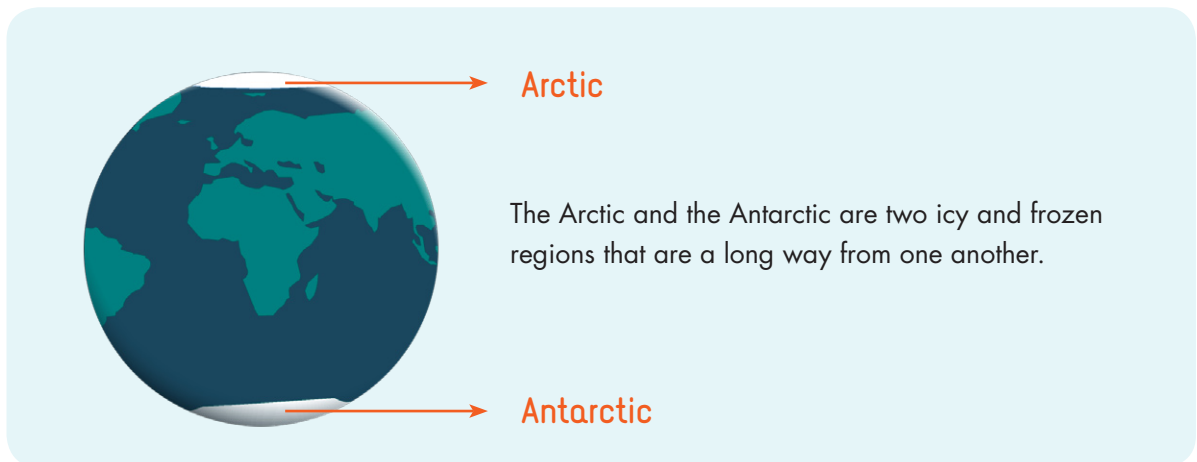 Arctic
The Arctic and the Antarctic are two icy and frozen
regions that are a long way from one another.
Antarctic